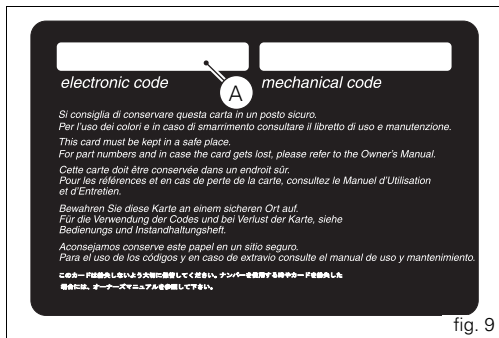 electronic code
A
mechanical code
Si consiglia di conservare questa carta in un posto sicuro.
Per l'uso dei colori e in caso di smarrimento consultare il libretto di uso e manutenzione.
This card must be kept in a safe place.
For part numbers and in case the card gets lost, please refer to the Owner's Manual.
Cette carte doit être conservée dans un endroit sûr.
Pour les références et en cas de perte de la carte, consultez le Manuel d'Utilisation
et d'Entretien.
Bewahren Sie diese Karte an einem sicheren Ort auf.
Für die Verwendung der Codes und bei Verlust der Karte, siehe
Bedienungs und Instandhaltungsheft.
Aconsejamos conserve este papel en un sitio seguro.
Para el uso de los códigos y en caso de extravio consulte el manual de uso y mantenimiento.
このカードは紛失しないよう大切に保管してください。ナンバーを使用する時やカードを紛失した
場合には、オーナーズマニュアルを参照して下さい。
fig. 9